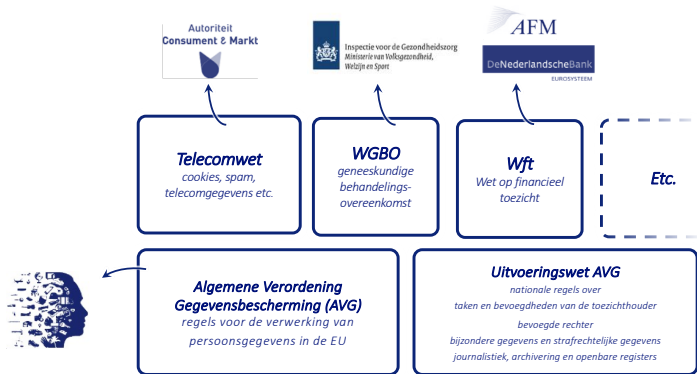 Autoriteit
Consument & Markt
Inspectie voor de Gezondheidszorg
Ministerie van Volksgezondheid,
Welzijn en Sport
AFM
DeNederlandscheBank
EUROSYSTEEM
Telecomwet
cookies, spam,
telecomgegevens etc.
WGBO
geneeskundige
behandelings-
overeenkomst
Wft
Wet op financieel
toezicht
Etc.
Algemene Verordening
Gegevensbescherming (AVG)
regels voor de verwerking van
persoonsgegevens in de EU
Uitvoeringswet AVG
nationale regels over
taken en bevoegdheden van de toezichthouder
bevoegde rechter
bijzondere gegevens en strafrechtelijke gegevens
journalistiek, archivering en openbare registers